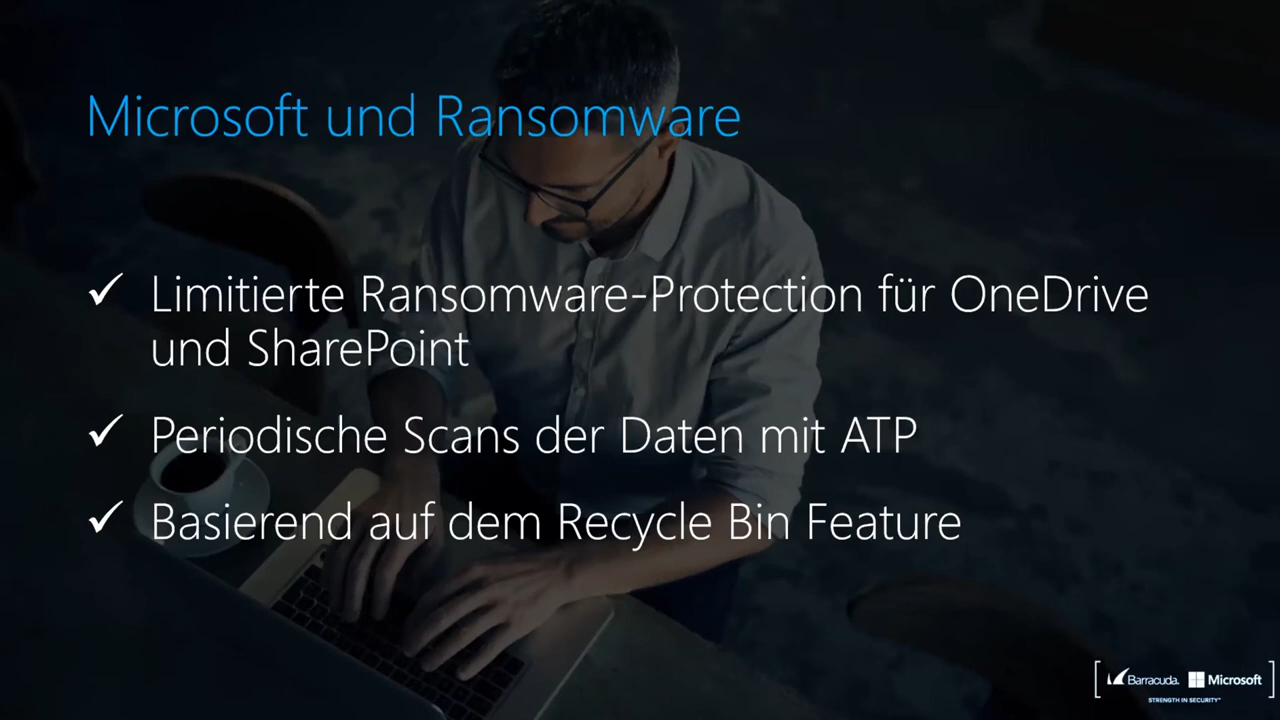 Microsoft und Ransomware
✓ Limitierte Ransomware-Protection für OneDrive
und SharePoint
✓ Periodische Scans der Daten mit ATP
✓ Basierend auf dem Recycle Bin Feature
Barracuda. Microsoft
STRENGTH IN SECURITY™